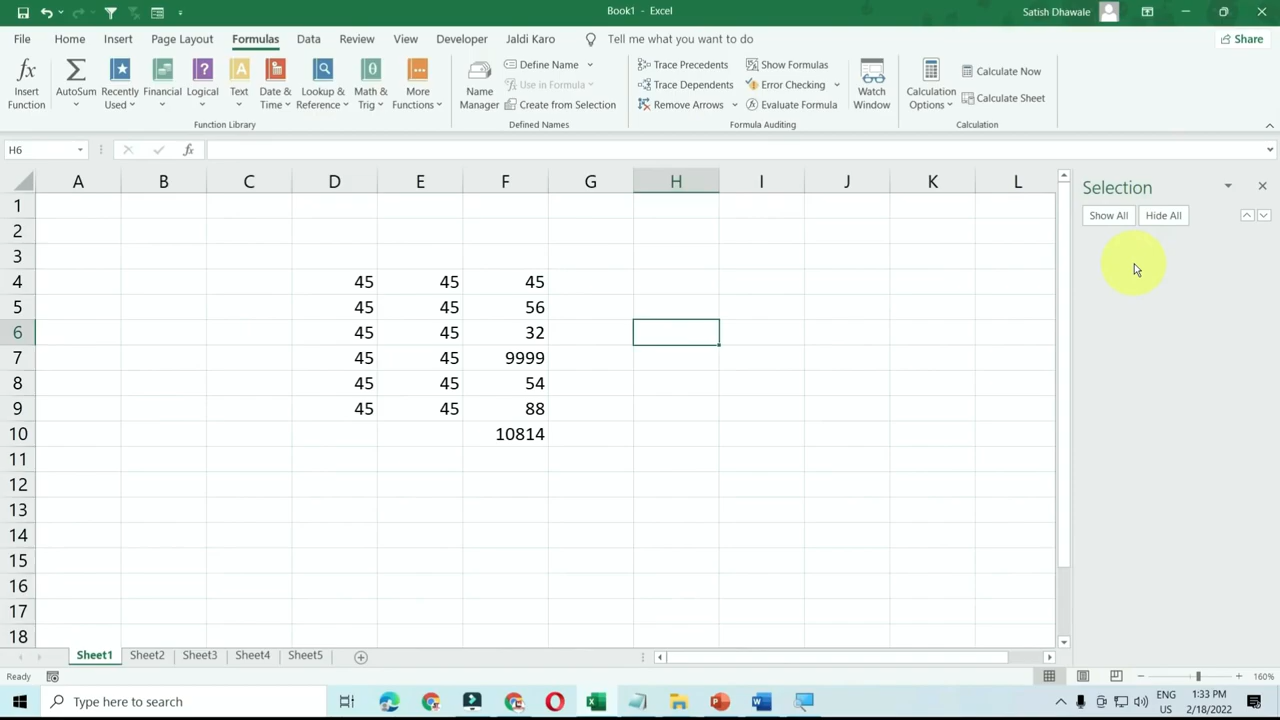 Book1 - Excel
Satish Dhawale
File Home Insert Page Layout Formulas Data Review View Developer Jaldi Karo Tell me what you want to do Share
fx
Insert Function
AutoSum
Recently Used
Financial
Logical
Text
Date & Time
Lookup & Reference
Math & Trig
More Functions
Function Library
Name Manager
Define Name
Use in Formula
Create from Selection
Defined Names
Trace Precedents
Trace Dependents
Remove Arrows
Show Formulas
Error Checking
Evaluate Formula
Formula Auditing
Watch Window
Calculation Options
Calculate Now
Calculate Sheet
Calculation
H6 fx
A B C D E F G H I J K L
1
2
3
4 45 45 45
5 45 45 56
6 45 45 32
7 45 45 9999
8 45 45 54
9 45 45 88
10 10814
11
12
13
14
15
16
17
18
Selection
Show All Hide All
Sheet1 Sheet2 Sheet3 Sheet4 Sheet5
Ready 160%
Type here to search
ENG
US
1:33 PM
2/18/2022